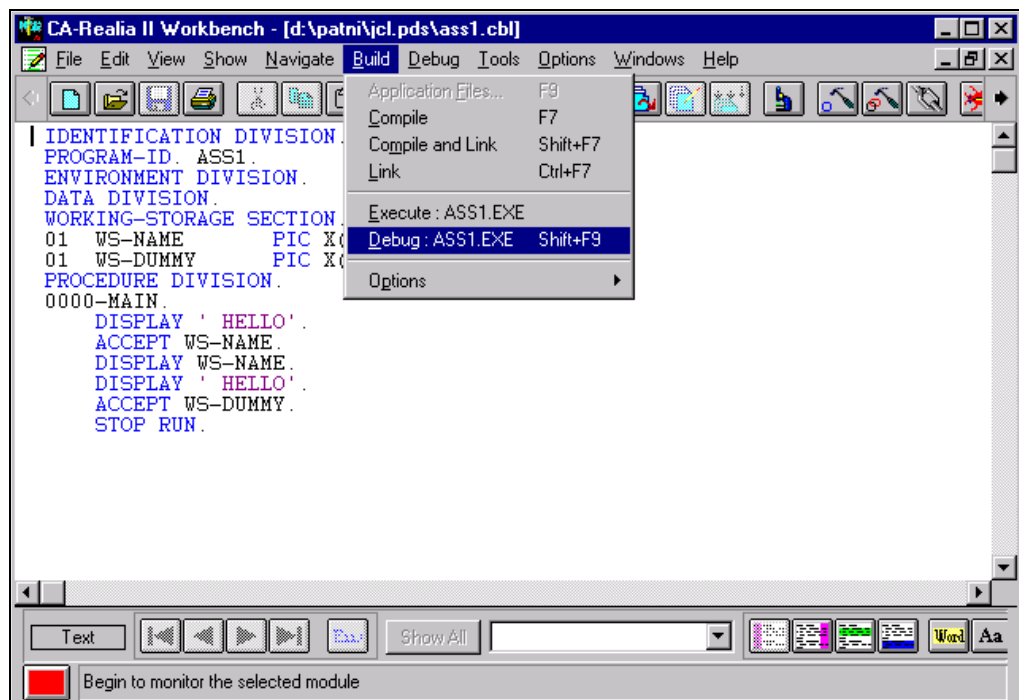 CA-Realia II Workbench - [d:\patni\jcl.pds\ass1.cbl]
File Edit View Show Navigate Build Debug Tools Options Windows Help
Application Files... F9
Compile F7
Compile and Link Shift+F7
Link Ctrl+F7
Execute : ASS1.EXE
Debug : ASS1.EXE Shift+F9
Options
IDENTIFICATION DIVISION.
PROGRAM-ID. ASS1.
ENVIRONMENT DIVISION.
DATA DIVISION.
WORKING-STORAGE SECTION.
01 WS-NAME PIC X(
01 WS-DUMMY PIC X(
PROCEDURE DIVISION.
0000-MAIN.
DISPLAY ' HELLO'.
ACCEPT WS-NAME.
DISPLAY WS-NAME.
DISPLAY ' HELLO'.
ACCEPT WS-DUMMY.
STOP RUN.
Text Show All Word Aa
Begin to monitor the selected module